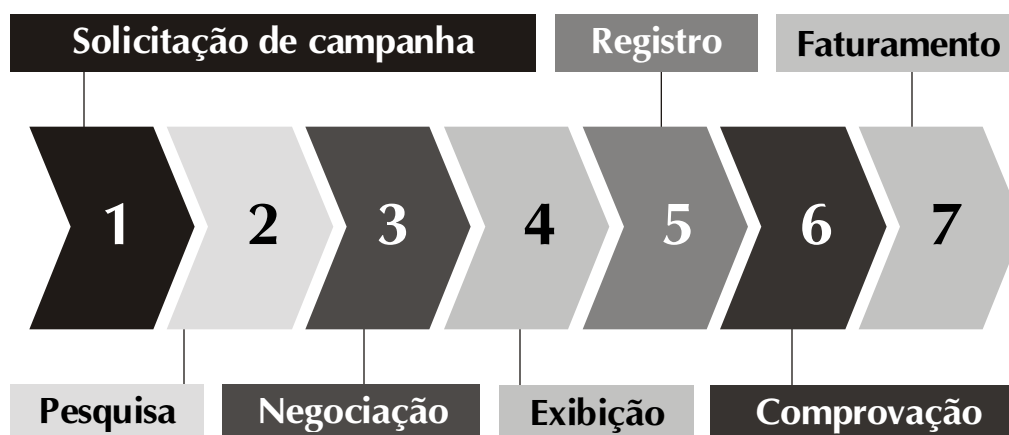 Solicitação de campanha
Registro
Faturamento
1
2
3
4
5
6
7
Pesquisa
Negociação
Exibição
Comprovação